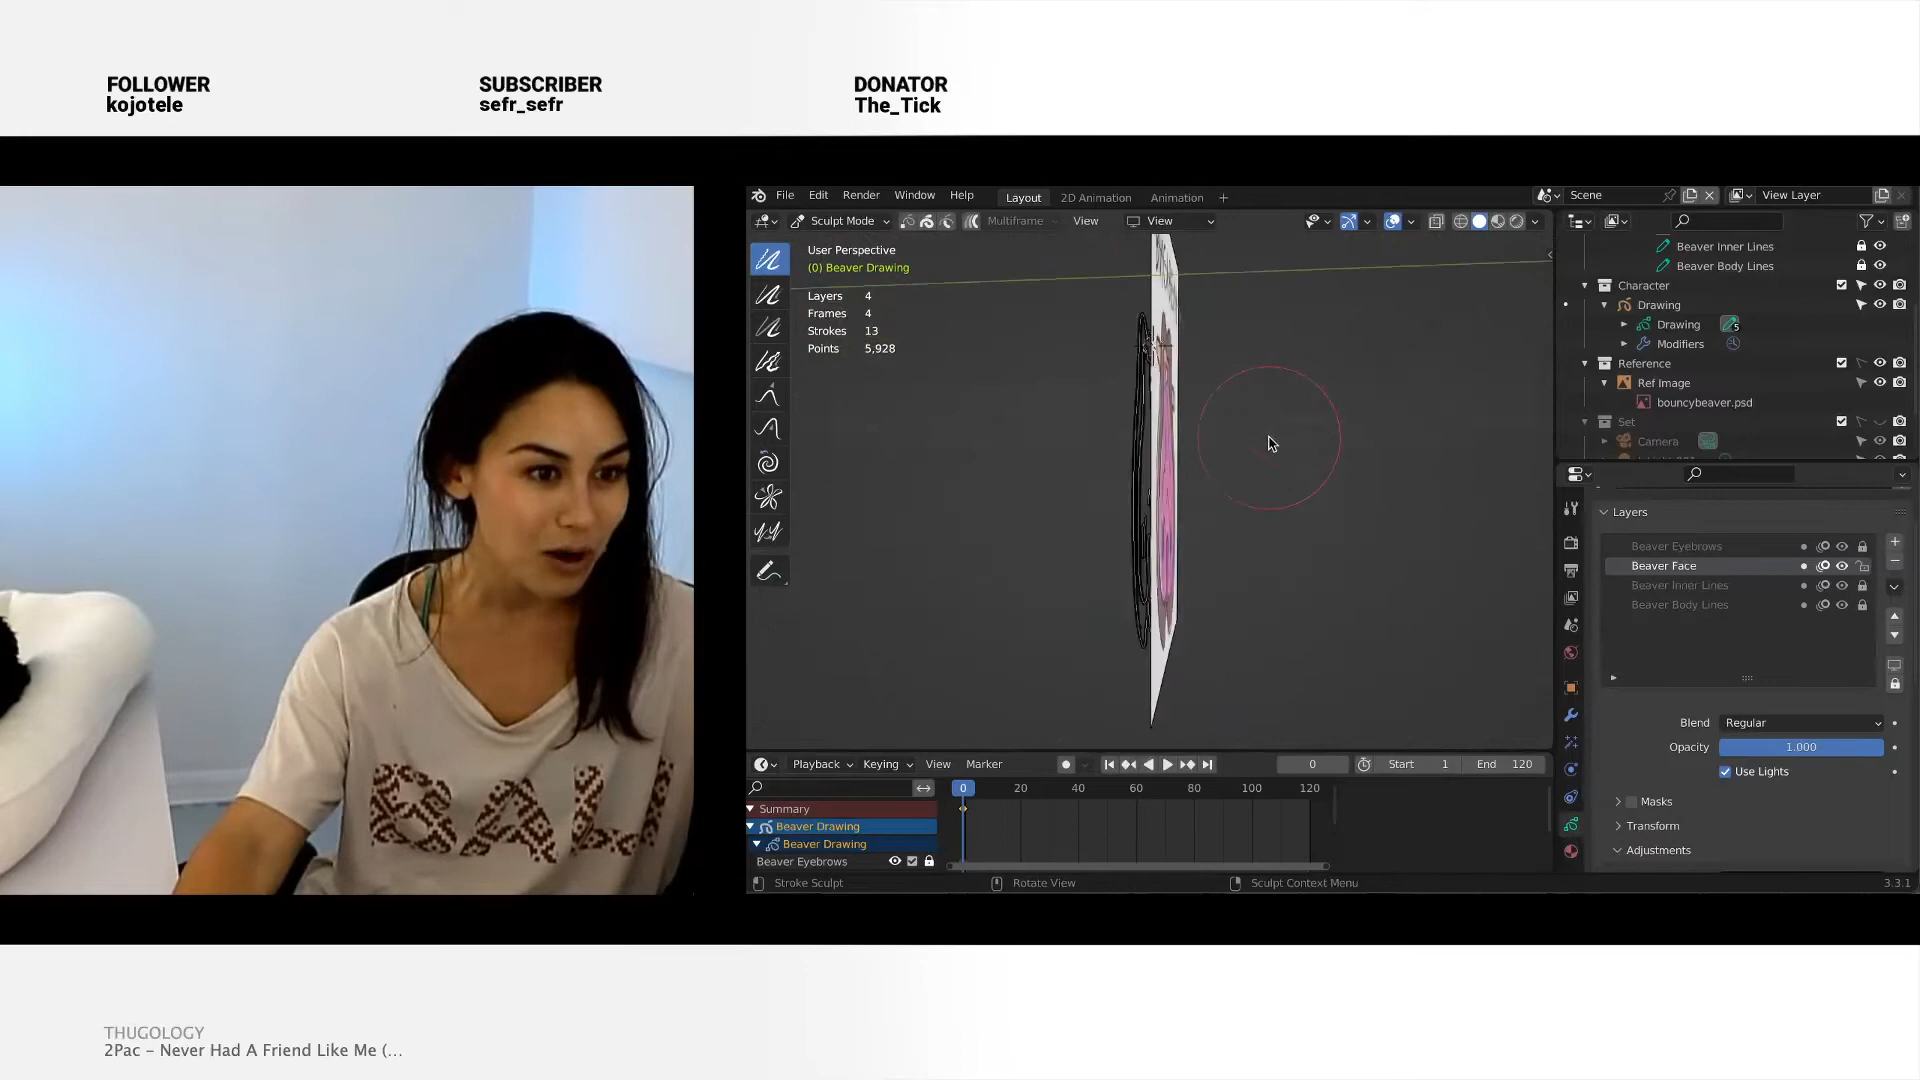 FOLLOWER
kojotele
SUBSCRIBER
sefr_sefr
DONATOR
The_Tick
File Edit Render Window Help Layout 2D Animation Animation +
Scene
View Layer
Sculpt Mode Multiframe View View
User Perspective
(0) Beaver Drawing
Layers 4
Frames 4
Strokes 13
Points 5,928
Beaver Inner Lines
Beaver Body Lines
Character
Drawing
Drawing 5
Modifiers
Reference
Ref Image
bouncybeaver.psd
Set
Camera
Layers
Beaver Eyebrows
Beaver Face
Beaver Inner Lines
Beaver Body Lines
Blend Regular
Opacity 1.000
Use Lights
Masks
Transform
Adjustments
Playback Keying View Marker 0 Start 1 End 120
0 20 40 60 80 100 120
Summary
Beaver Drawing
Beaver Drawing
Beaver Eyebrows
Stroke Sculpt Rotate View Sculpt Context Menu 3.3.1
THUGOLOGY
2Pac - Never Had A Friend Like Me (...